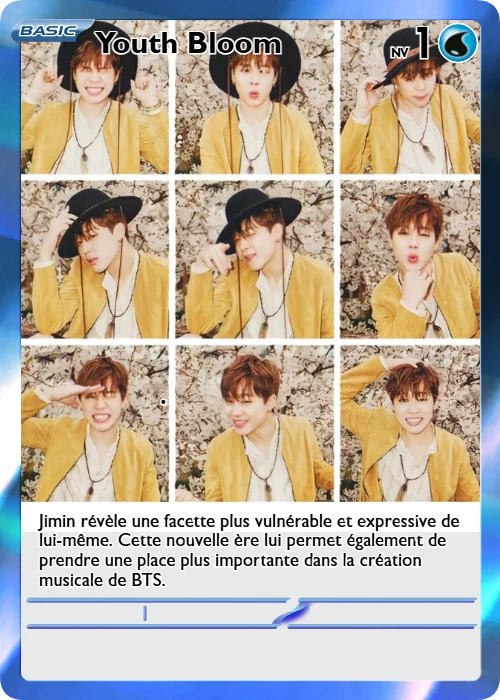 BASIC
Youth Bloom
NV 1
Jimin révèle une facette plus vulnérable et expressive de
lui-même. Cette nouvelle ère lui permet également de
prendre une place plus importante dans la création
musicale de BTS.